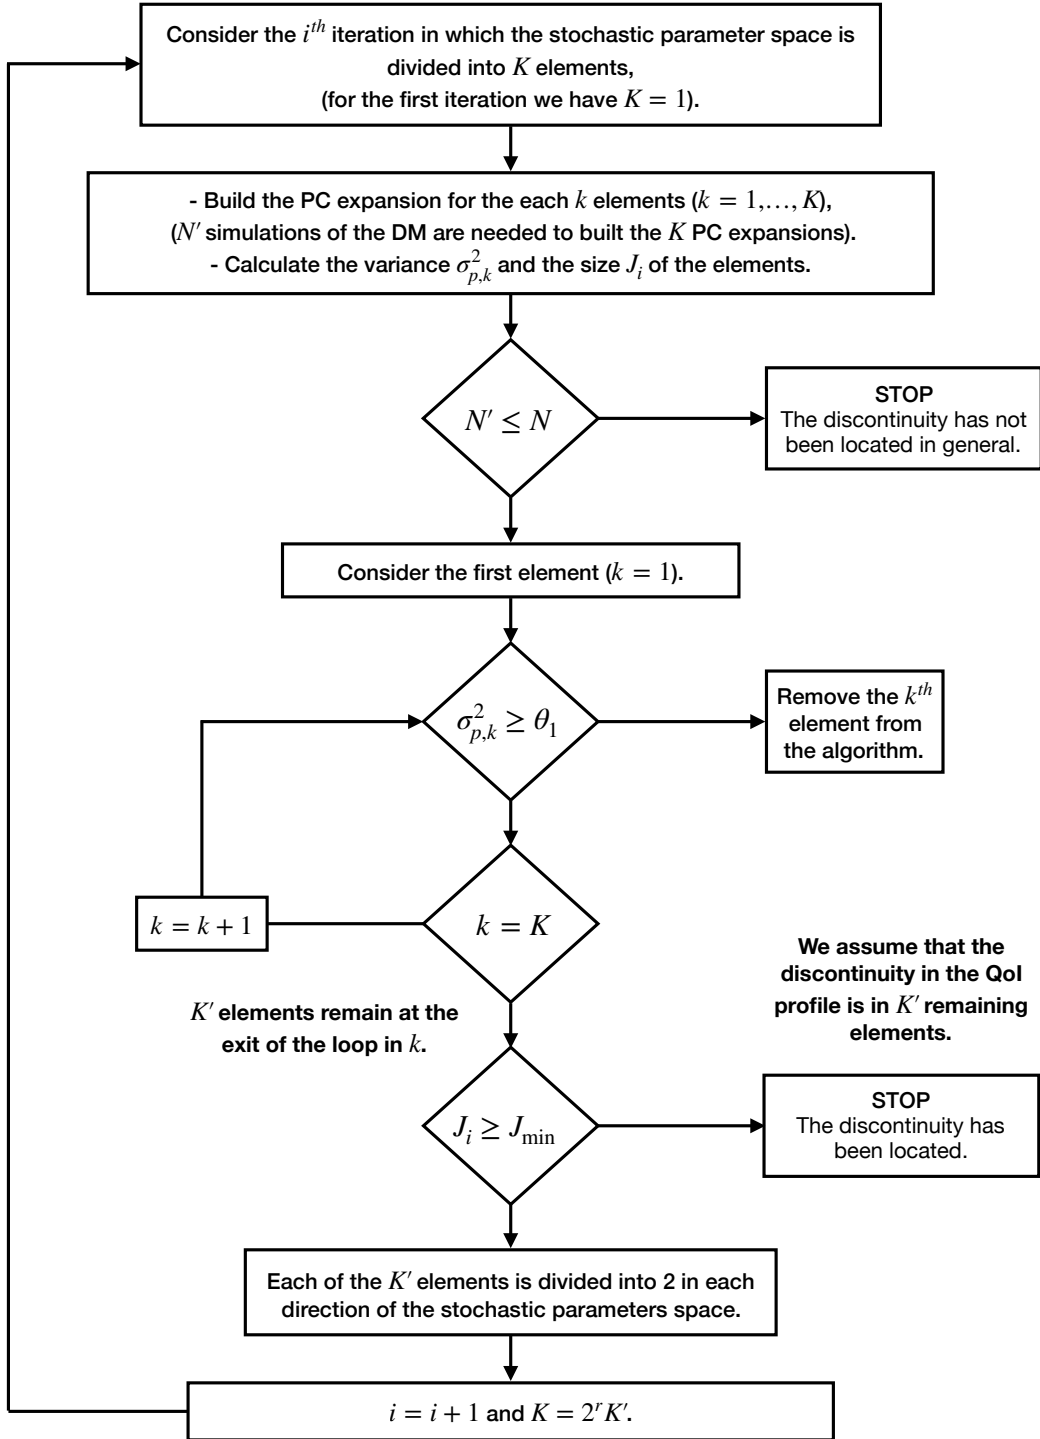 Consider the iᵗʰ iteration in which the stochastic parameter space is
divided into K elements,
(for the first iteration we have K = 1).
- Build the PC expansion for the each k elements (k = 1,…, K),
(N′ simulations of the DM are needed to built the K PC expansions).
- Calculate the variance σ²_{p,k} and the size J_i of the elements.
N′ ≤ N
STOP
The discontinuity has not
been located in general.
Consider the first element (k = 1).
σ²_{p,k} ≥ θ₁
Remove the kᵗʰ
element from
the algorithm.
k = k + 1
k = K
We assume that the
discontinuity in the QoI
profile is in K′ remaining
elements.
K′ elements remain at the
exit of the loop in k.
J_i ≥ J_min
STOP
The discontinuity has
been located.
Each of the K′ elements is divided into 2 in each
direction of the stochastic parameters space.
i = i + 1 and K = 2ʳK′.